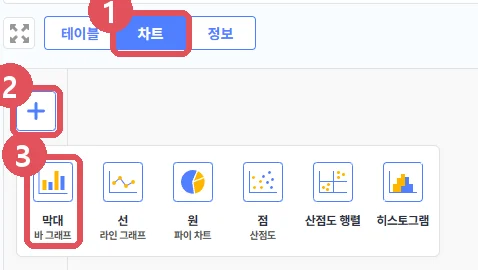 1
테이블 차트 정보
2
+
3
막대 선 원 점 산점도 행렬 히스토그램
바 그래프 라인 그래프 파이 차트 산점도